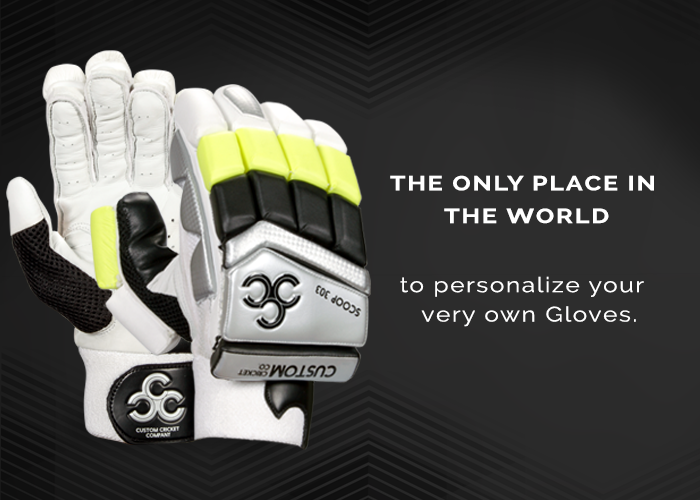 THE ONLY PLACE IN
THE WORLD
to personalize your
very own Gloves.
SCOOP 303
CUSTOM
CRICKET
CO
CCC
CUSTOM CRICKET
COMPANY